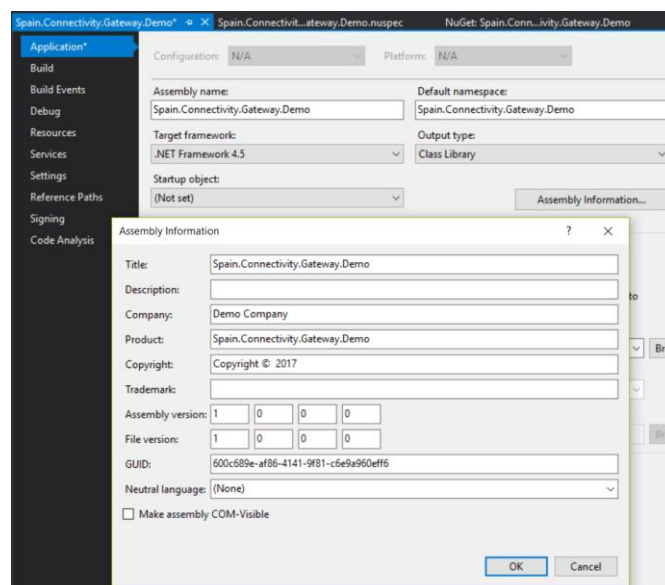 Spain.Connectivity.Gateway.Demo* Spain.Connectivit...ateway.Demo.nuspec NuGet: Spain.Conn...ivity.Gateway.Demo
Application*
Build
Build Events
Debug
Resources
Services
Settings
Reference Paths
Signing
Code Analysis
Configuration: N/A Platform: N/A
Assembly name: Default namespace:
Spain.Connectivity.Gateway.Demo Spain.Connectivity.Gateway.Demo
Target framework: Output type:
.NET Framework 4.5 Class Library
Startup object:
(Not set) Assembly Information...
Assembly Information ?
Title: Spain.Connectivity.Gateway.Demo
Description:
to
Company: Demo Company
Product: Spain.Connectivity.Gateway.Demo
Br
Copyright: Copyright © 2017
Trademark:
Assembly version: 1 0 0 0
File version: 1 0 0 0
GUID: 600c689e-af86-4141-9f81-c6e9a960eff6
Neutral language: (None)
Make assembly COM-Visible
OK Cancel